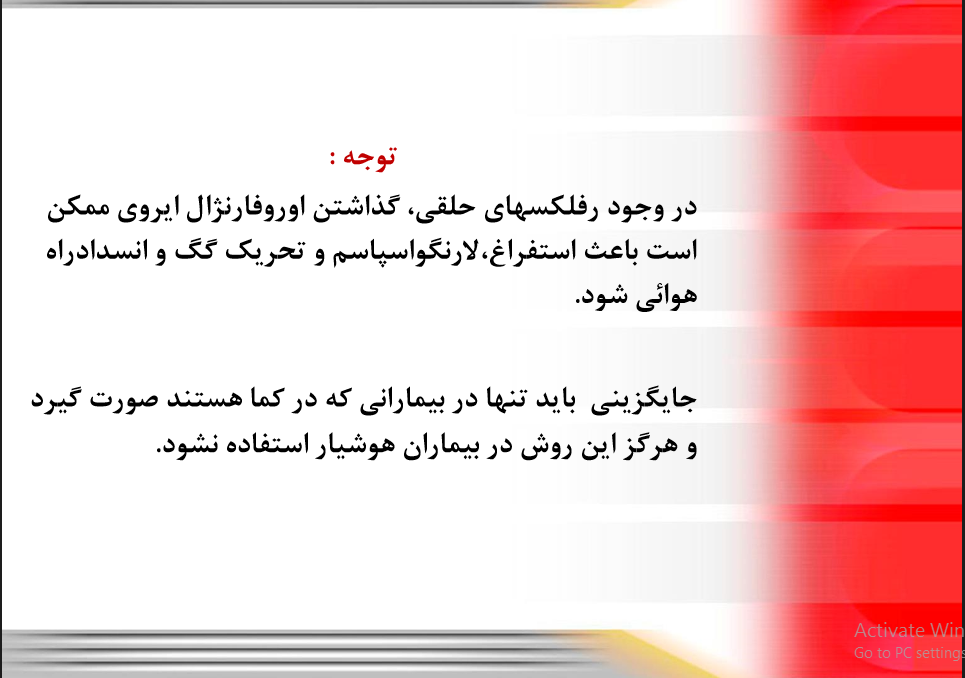 توجه :
در وجود رفلکسهای حلقی، گذاشتن اوروفارنژال ایروی ممکن
است باعث استفراغ،لارنگواسپاسم و تحریک گگ و انسدادراه
هوائی شود.
جایگزینی باید تنها در بیمارانی که در کما هستند صورت گیرد
و هرگز این روش در بیماران هوشیار استفاده نشود.
Activate Win
Go to PC settings